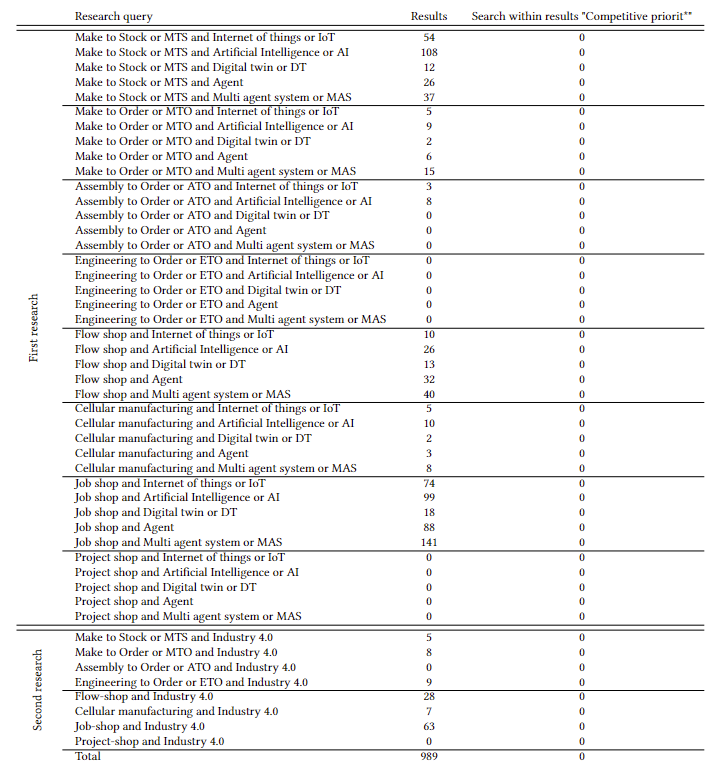 Research query Results Search within results "Competitive priorit*"
Make to Stock or MTS and Internet of things or IoT 54 0
Make to Stock or MTS and Artificial Intelligence or AI 108 0
Make to Stock or MTS and Digital twin or DT 12 0
Make to Stock or MTS and Agent 26 0
Make to Stock or MTS and Multi agent system or MAS 37 0
Make to Order or MTO and Internet of things or IoT 5 0
Make to Order or MTO and Artificial Intelligence or AI 9 0
Make to Order or MTO and Digital twin or DT 2 0
Make to Order or MTO and Agent 6 0
Make to Order or MTO and Multi agent system or MAS 15 0
Assembly to Order or ATO and Internet of things or IoT 3 0
Assembly to Order or ATO and Artificial Intelligence or AI 8 0
Assembly to Order or ATO and Digital twin or DT 0 0
Assembly to Order or ATO and Agent 0 0
Assembly to Order or ATO and Multi agent system or MAS 0 0
Engineering to Order or ETO and Internet of things or IoT 0 0
Engineering to Order or ETO and Artificial Intelligence or AI 0 0
Engineering to Order or ETO and Digital twin or DT 0 0
Engineering to Order or ETO and Agent 0 0
Engineering to Order or ETO and Multi agent system or MAS 0 0
First research
Flow shop and Internet of things or IoT 10 0
Flow shop and Artificial Intelligence or AI 26 0
Flow shop and Digital twin or DT 13 0
Flow shop and Agent 32 0
Flow shop and Multi agent system or MAS 40 0
Cellular manufacturing and Internet of things or IoT 5 0
Cellular manufacturing and Artificial Intelligence or AI 10 0
Cellular manufacturing and Digital twin or DT 2 0
Cellular manufacturing and Agent 3 0
Cellular manufacturing and Multi agent system or MAS 8 0
Job shop and Internet of things or IoT 74 0
Job shop and Artificial Intelligence or AI 99 0
Job shop and Digital twin or DT 18 0
Job shop and Agent 88 0
Job shop and Multi agent system or MAS 141 0
Project shop and Internet of things or IoT 0 0
Project shop and Artificial Intelligence or AI 0 0
Project shop and Digital twin or DT 0 0
Project shop and Agent 0 0
Project shop and Multi agent system or MAS 0 0
Second research
Make to Stock or MTS and Industry 4.0 5 0
Make to Order or MTO and Industry 4.0 8 0
Assembly to Order or ATO and Industry 4.0 0 0
Engineering to Order or ETO and Industry 4.0 9 0
Flow-shop and Industry 4.0 28 0
Cellular manufacturing and Industry 4.0 7 0
Job-shop and Industry 4.0 63 0
Project-shop and Industry 4.0 0 0
Total 989 0